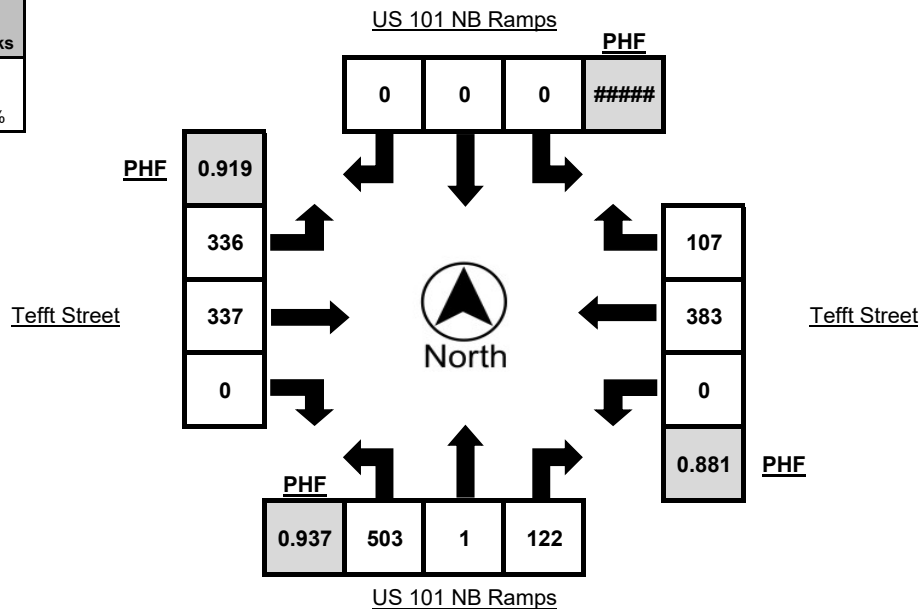 US 101 NB Ramps
PHF
0 0 0 #####
PHF 0.919
336
337
0
Tefft Street
North
107
383
0
0.881 PHF
Tefft Street
PHF
0.937 503 1 122
US 101 NB Ramps